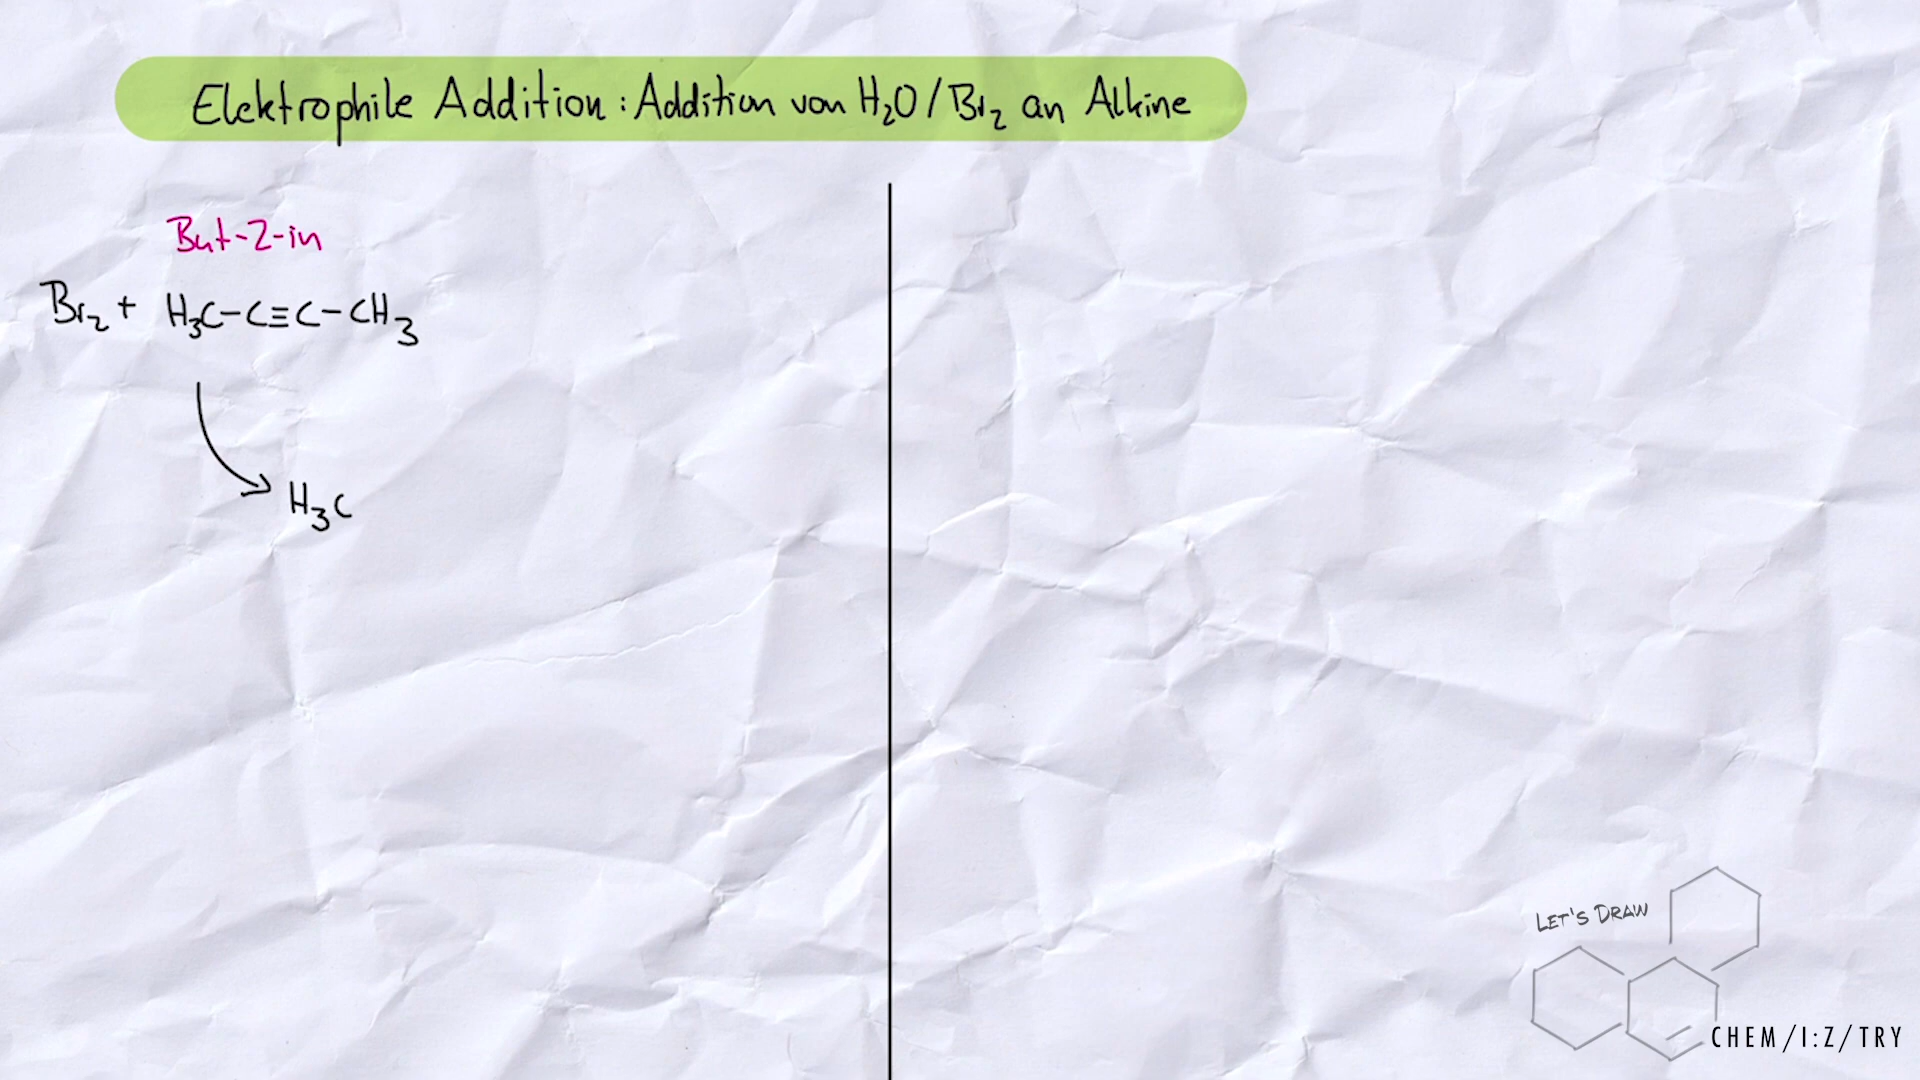 Elektrophile Addition: Addition von H₂O/Br₂ an Alkine
But-2-in
Br₂ + H₃C-C≡C-CH₃
H₃C
LET'S DRAW
CHEM/I:Z/TRY